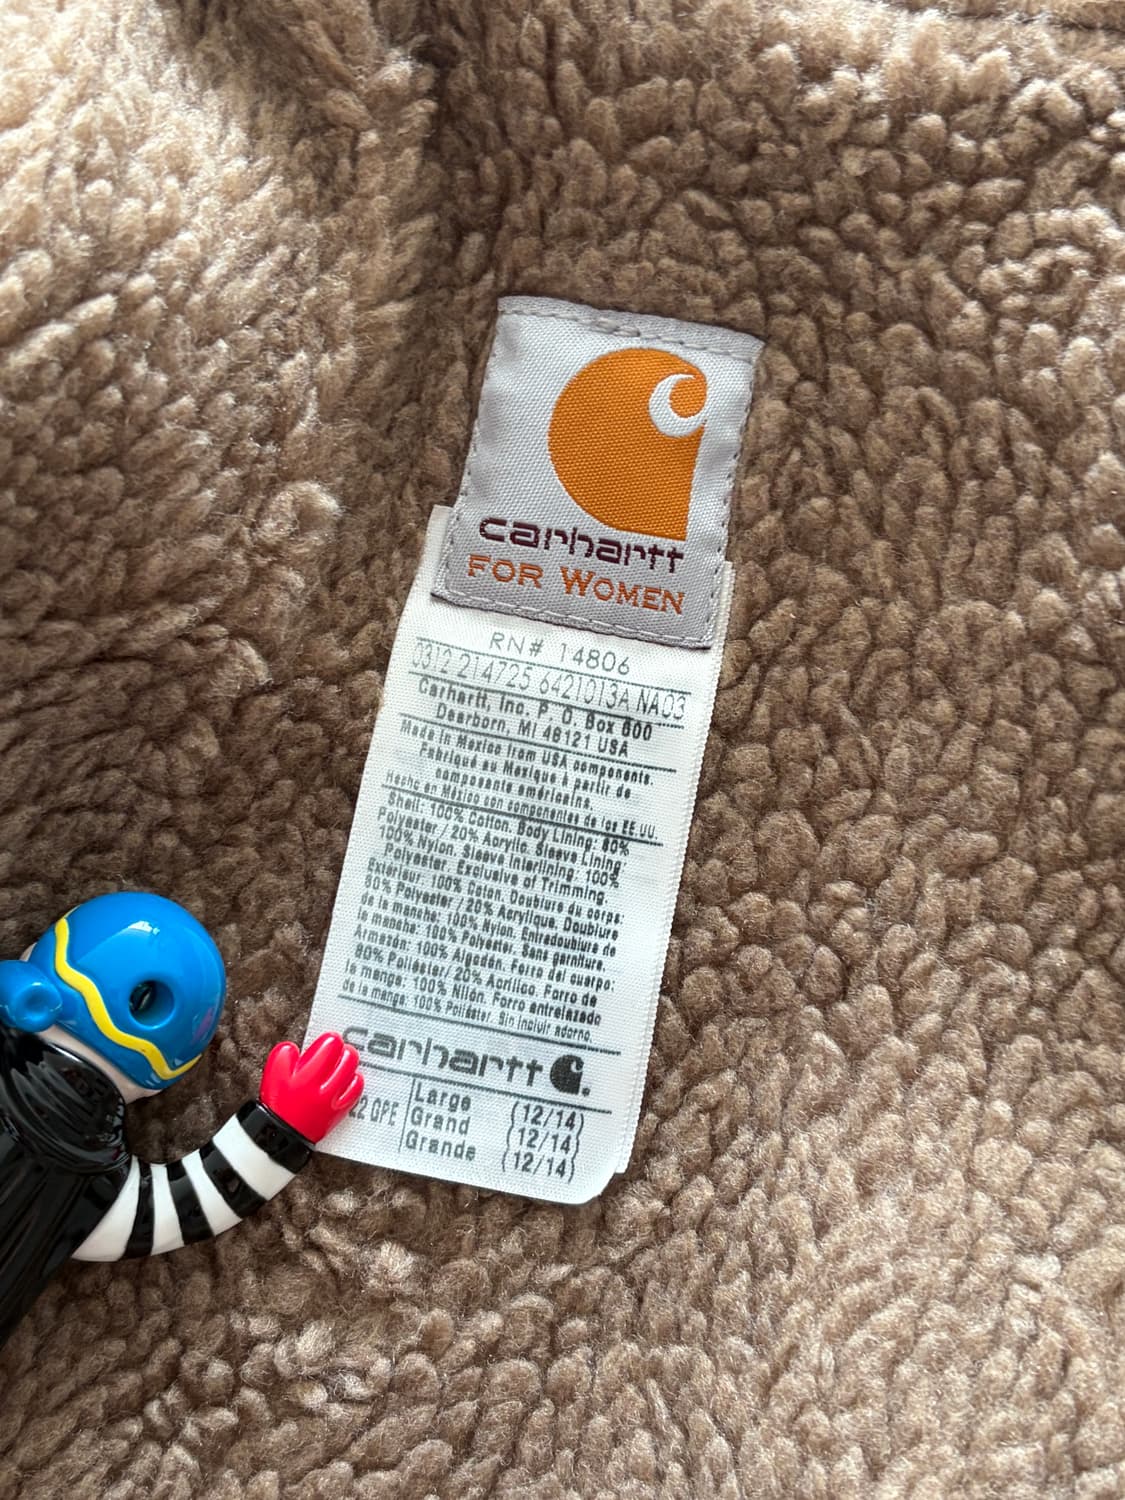 carhartt
FOR WOMEN
RN# 14806
0312 214725 6421013A NA03
Carhartt, Inc. P. O. Box 600
Dearborn, MI 48121 USA
Made in Mexico from USA components.
Fabriqué au Mexique à partir de
composants américains.
Hecho en México con componentes de los EE.UU.
Shell: 100% Cotton. Body Lining: 80%
Polyester / 20% Acrylic. Sleeve Lining:
100% Nylon. Sleeve Interlining: 100%
Polyester. Exclusive of Trimming.
Extérieur: 100% Coton. Doublure du corps:
80% Polyester / 20% Acrylique. Doublure
de la manche: 100% Nylon. Entredoublure de
la manche: 100% Polyester. Sans garniture.
Armazón: 100% Algodón. Forro del cuerpo:
80% Poliéster/ 20% Acrílico. Forro de
la manga: 100% Nilón. Forro entrelazado
de la manga: 100% Poliéster. Sin incluir adorno.
carhartt
GPE
Large (12/14)
Grand (12/14)
Grande (12/14)